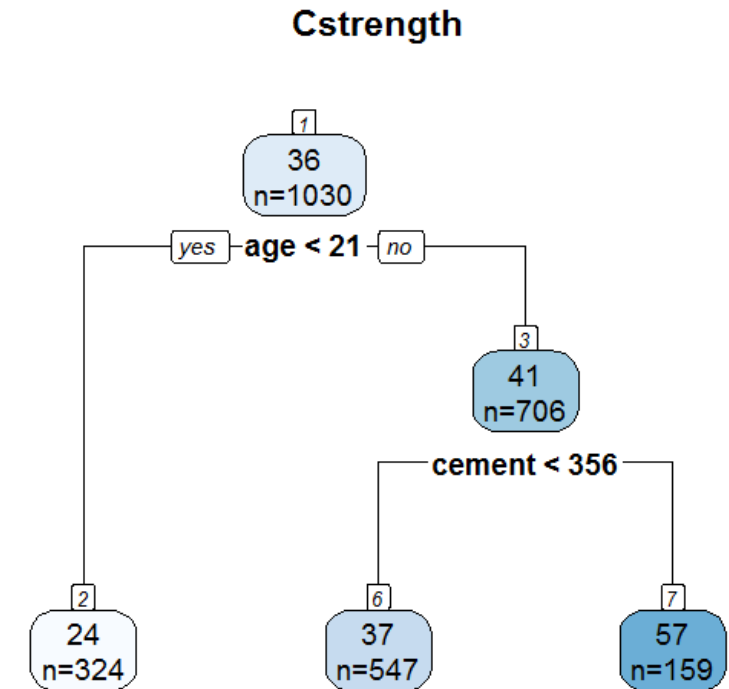 Cstrength
1
36
n=1030
yes age < 21 no
3
41
n=706
cement < 356
2
24
n=324
6
37
n=547
7
57
n=159